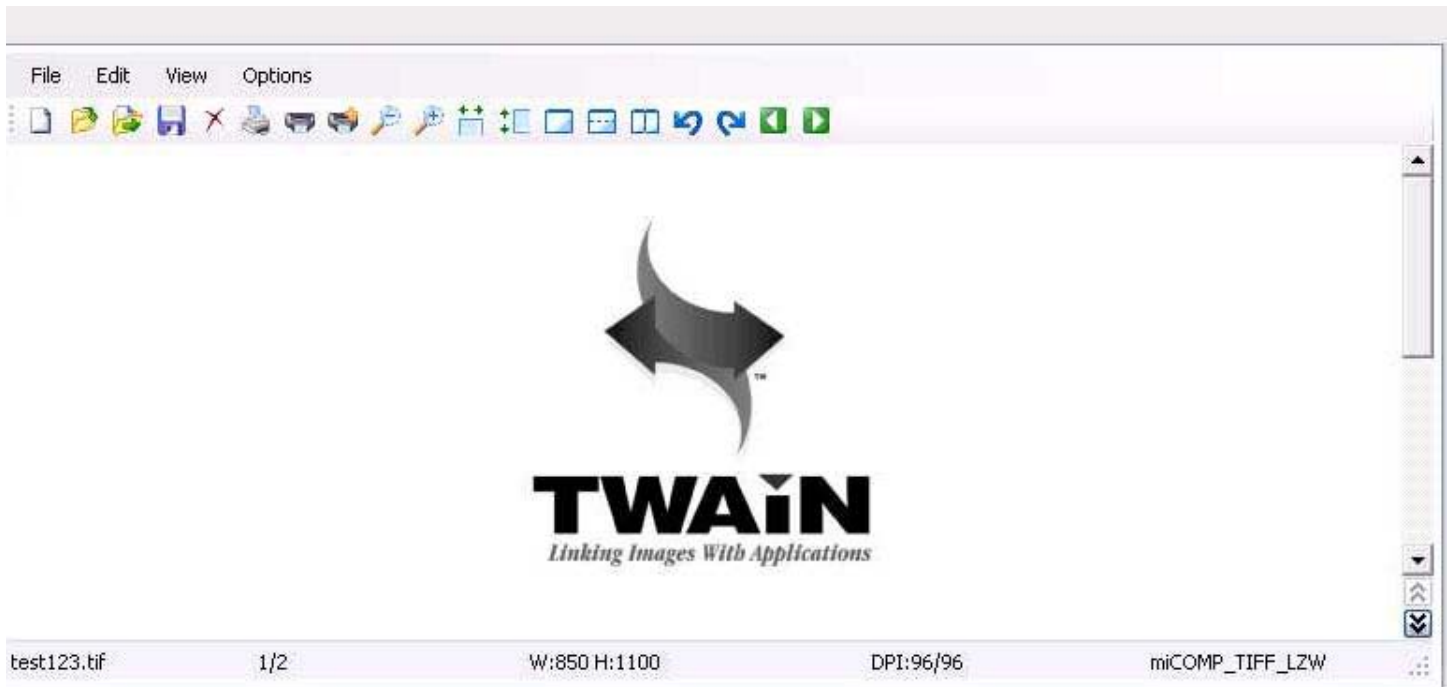 File Edit View Options
TM
TWAiN
Linking Images With Applications
test123.tif 1/2 W:850 H:1100 DPI:96/96 miCOMP_TIFF_LZW